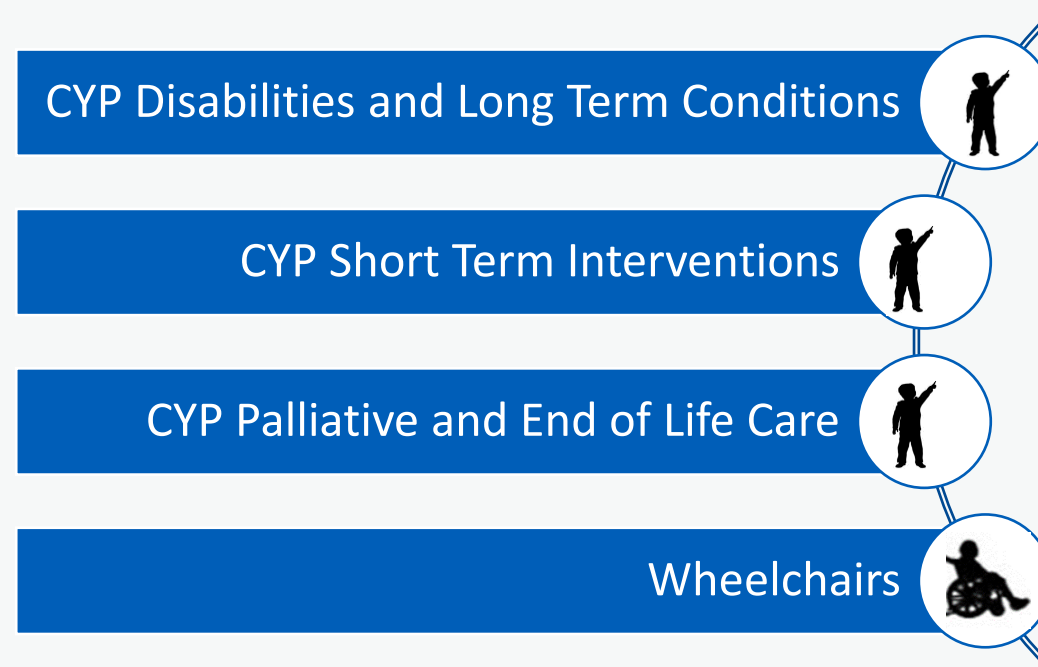 CYP Disabilities and Long Term Conditions
CYP Short Term Interventions
CYP Palliative and End of Life Care
Wheelchairs